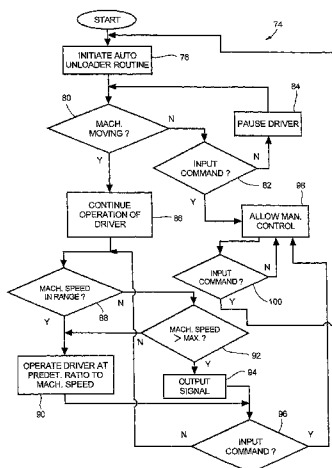 START
74
INITIATE AUTO
UNLOADER ROUTINE
76
80
MACH.
MOVING ?
N
Y
84
PAUSE DRIVER
INPUT
COMMAND ?
N
82
Y
98
CONTINUE
OPERATION OF
DRIVER
86
ALLOW MAN.
CONTROL
INPUT
COMMAND ?
N
Y
100
MACH. SPEED
IN RANGE ?
N
Y
88
N
MACH. SPEED
> MAX. ?
92
Y
OPERATE DRIVER AT
PREDET. RATIO TO
MACH. SPEED
90
94
OUTPUT
SIGNAL
96
N
INPUT
COMMAND ?
Y